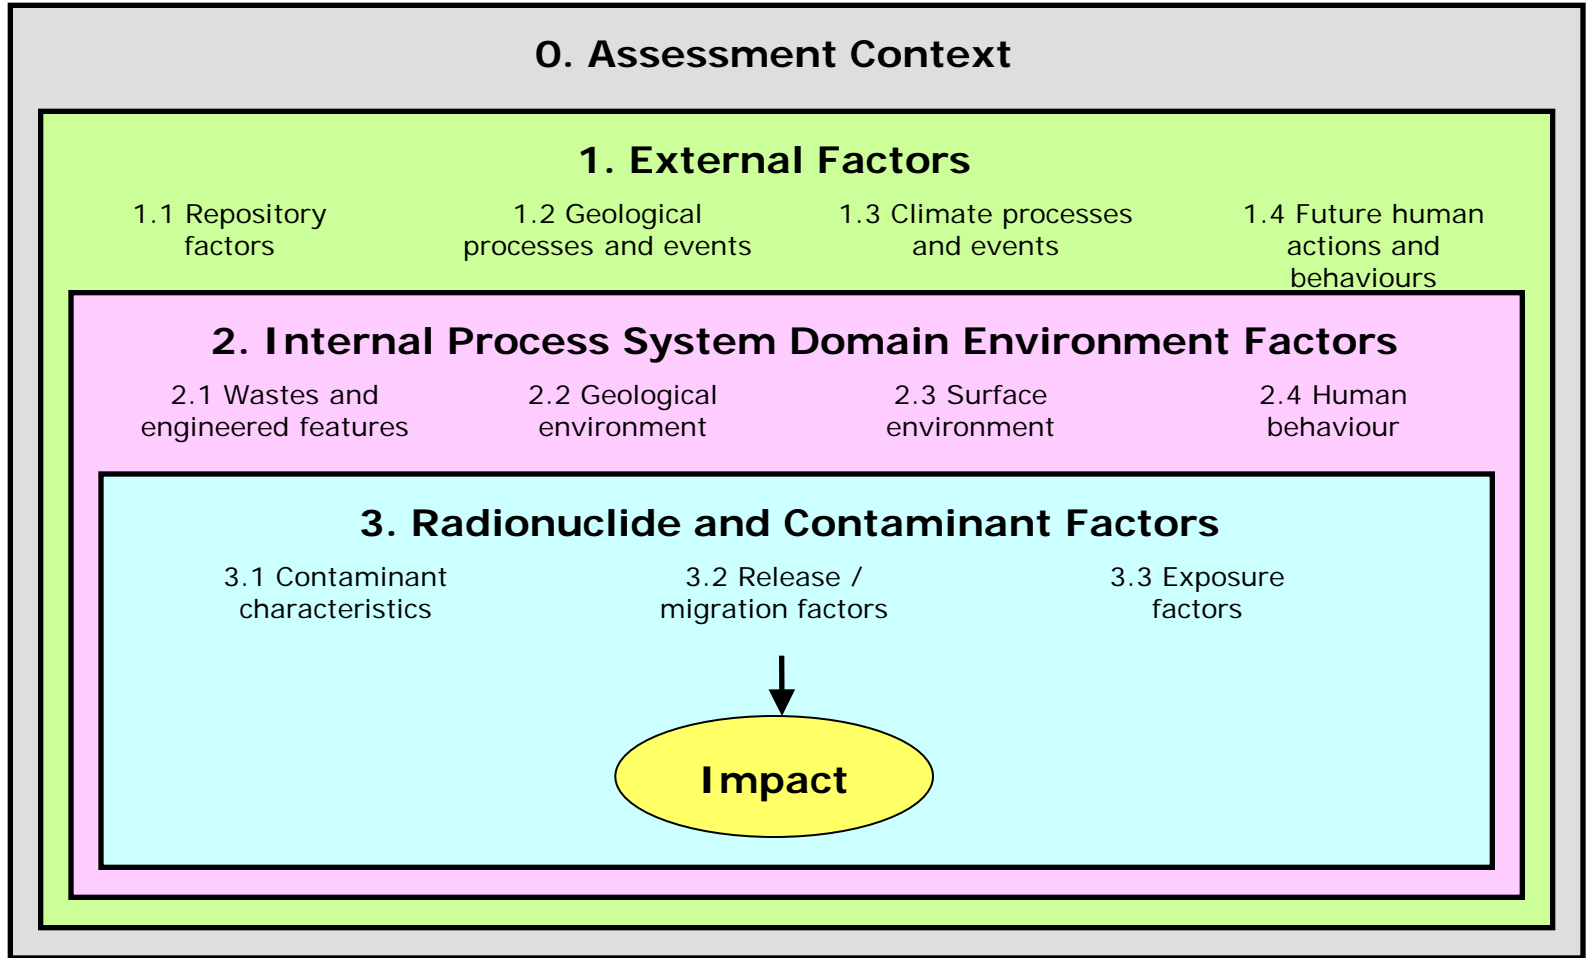 0. Assessment Context
1. External Factors
1.1 Repository
factors
1.2 Geological
processes and events
1.3 Climate processes
and events
1.4 Future human
actions and
behaviours
2. Internal Process System Domain Environment Factors
2.1 Wastes and
engineered features
2.2 Geological
environment
2.3 Surface
environment
2.4 Human
behaviour
3. Radionuclide and Contaminant Factors
3.1 Contaminant
characteristics
3.2 Release /
migration factors
3.3 Exposure
factors
Impact